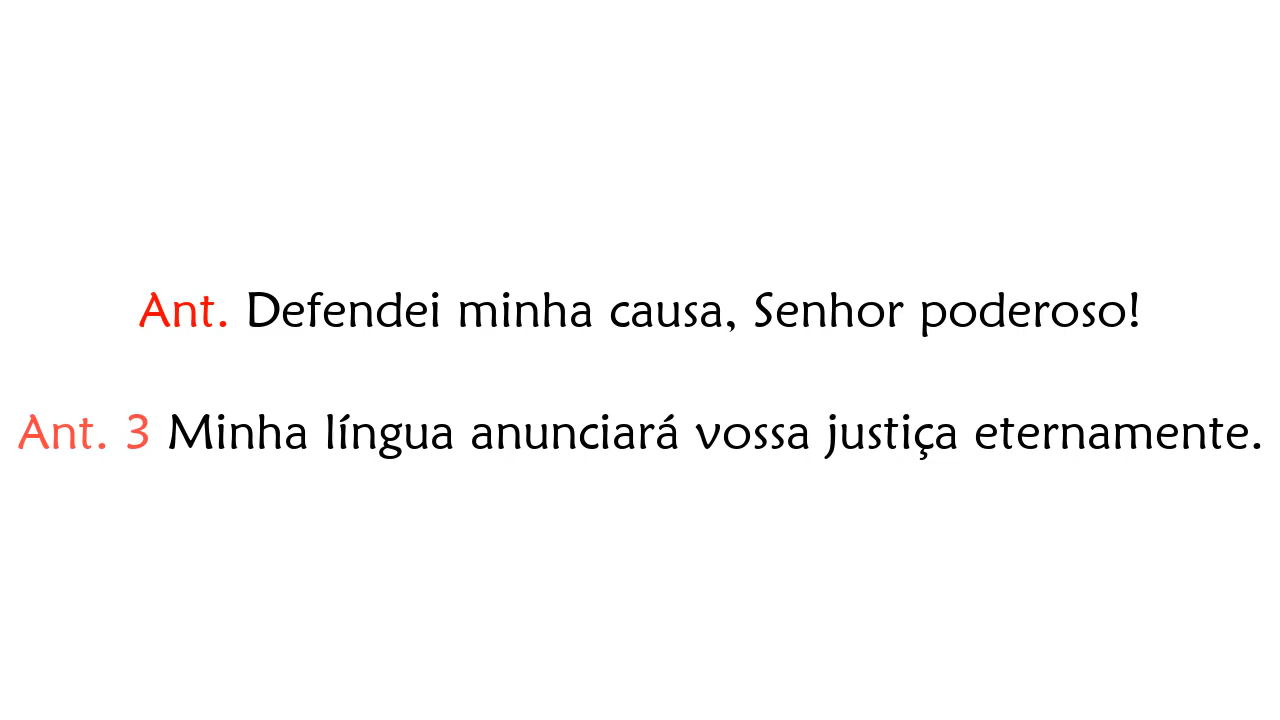 Ant. Defendei minha causa, Senhor poderoso!
Ant. 3 Minha língua anunciará vossa justiça eternamente.